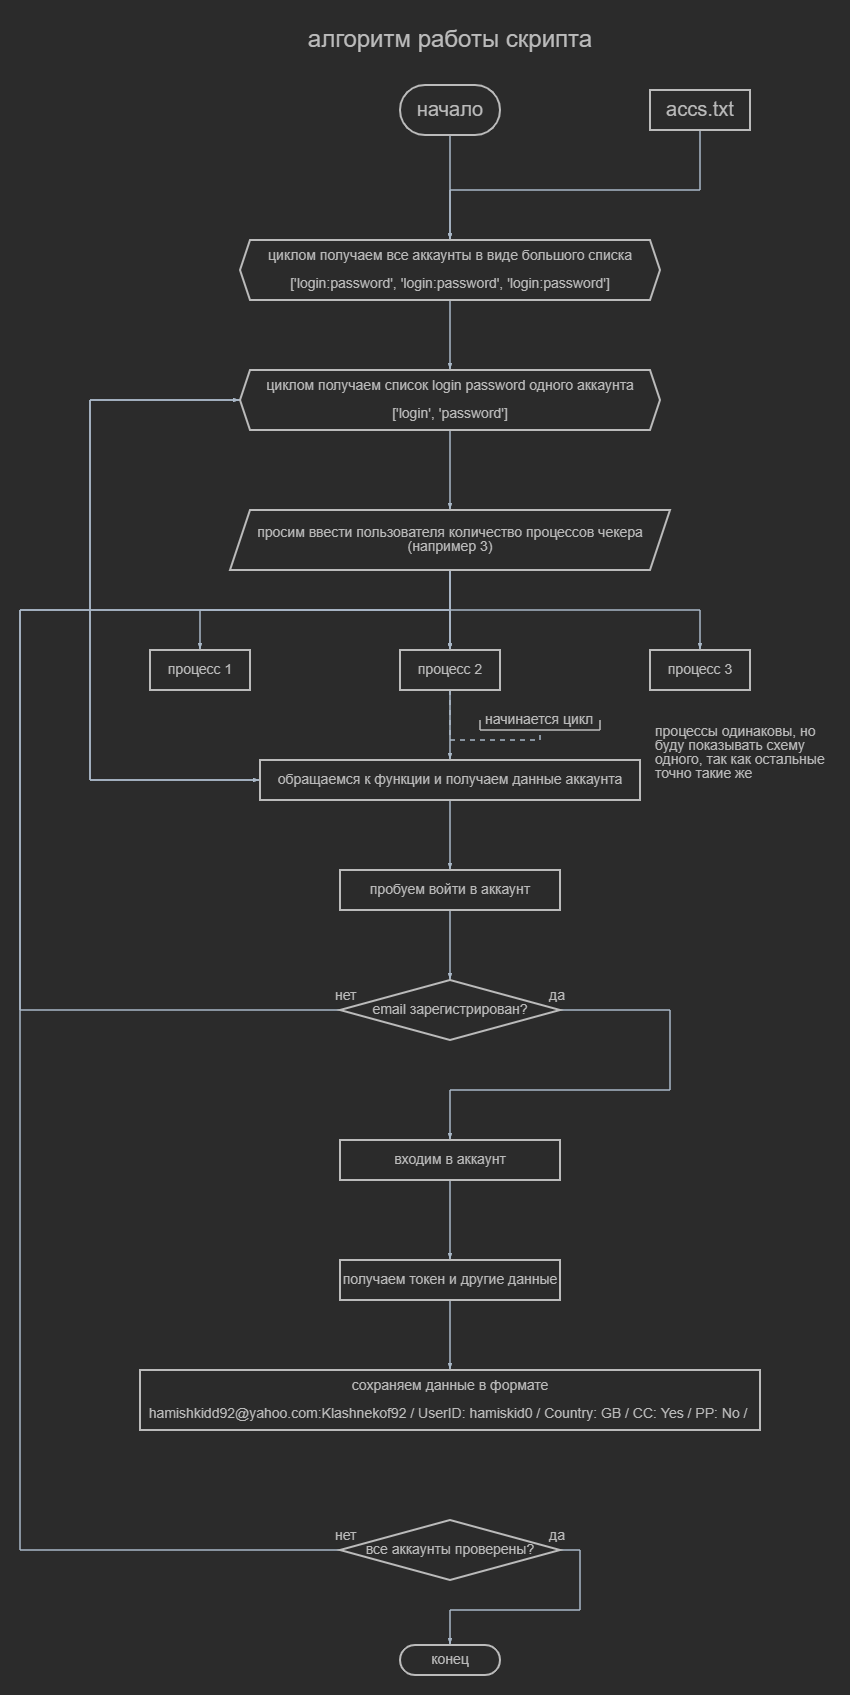 алгоритм работы скрипта
начало
accs.txt
циклом получаем все аккаунты в виде большого списка
['login:password', 'login:password', 'login:password']
циклом получаем список login password одного аккаунта
['login', 'password']
просим ввести пользователя количество процессов чекера
(например 3)
процесс 1
процесс 2
процесс 3
начинается цикл
процессы одинаковы, но
буду показывать схему
одного, так как остальные
точно такие же
обращаемся к функции и получаем данные аккаунта
пробуем войти в аккаунт
нет
да
email зарегистрирован?
входим в аккаунт
получаем токен и другие данные
сохраняем данные в формате
hamishkidd92@yahoo.com:Klashnekof92 / UserID: hamiskid0 / Country: GB / CC: Yes / PP: No /
нет
да
все аккаунты проверены?
конец